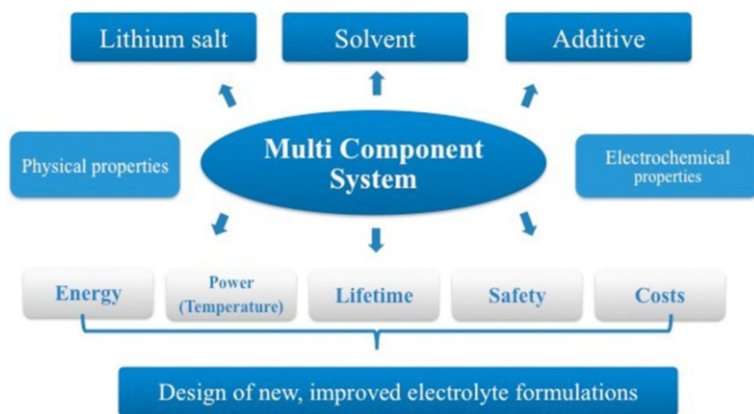 Lithium salt
Solvent
Additive
Multi Component
System
Physical properties
Electrochemical
properties
Energy
Power
(Temperature)
Lifetime
Safety
Costs
Design of new, improved electrolyte formulations